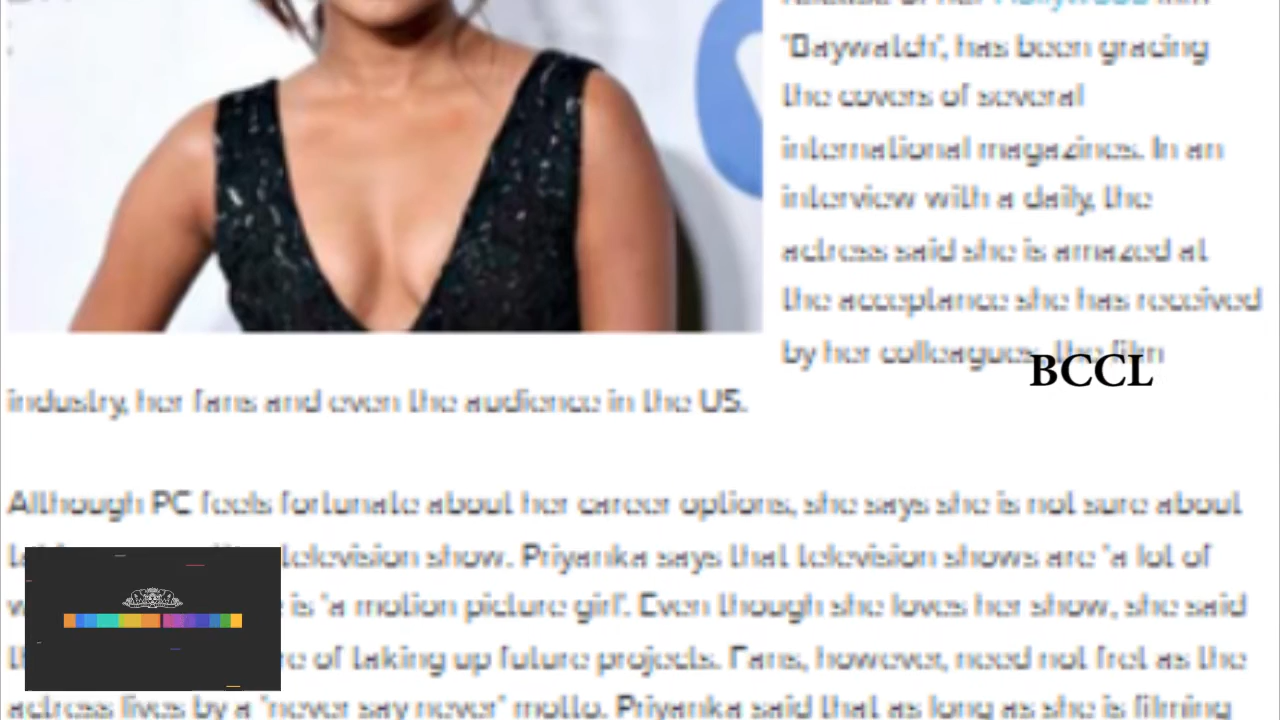 'Baywatch', has been gracing
the covers of several
international magazines. In an
interview with a daily, the
actress said she is amazed at
the acceptance she has received
by her colleagues, the film
BCCL
industry, her fans and even the audience in the US.
Although PC feels fortunate about her career options, she says she is not sure about
television show. Priyanka says that television shows are 'a lot of
is 'a motion picture girl'. Even though she loves her show, she said
of taking up future projects. Fans, however, need not fret as the
actress lives by a 'never say never' motto. Priyanka said that as long as she is filming